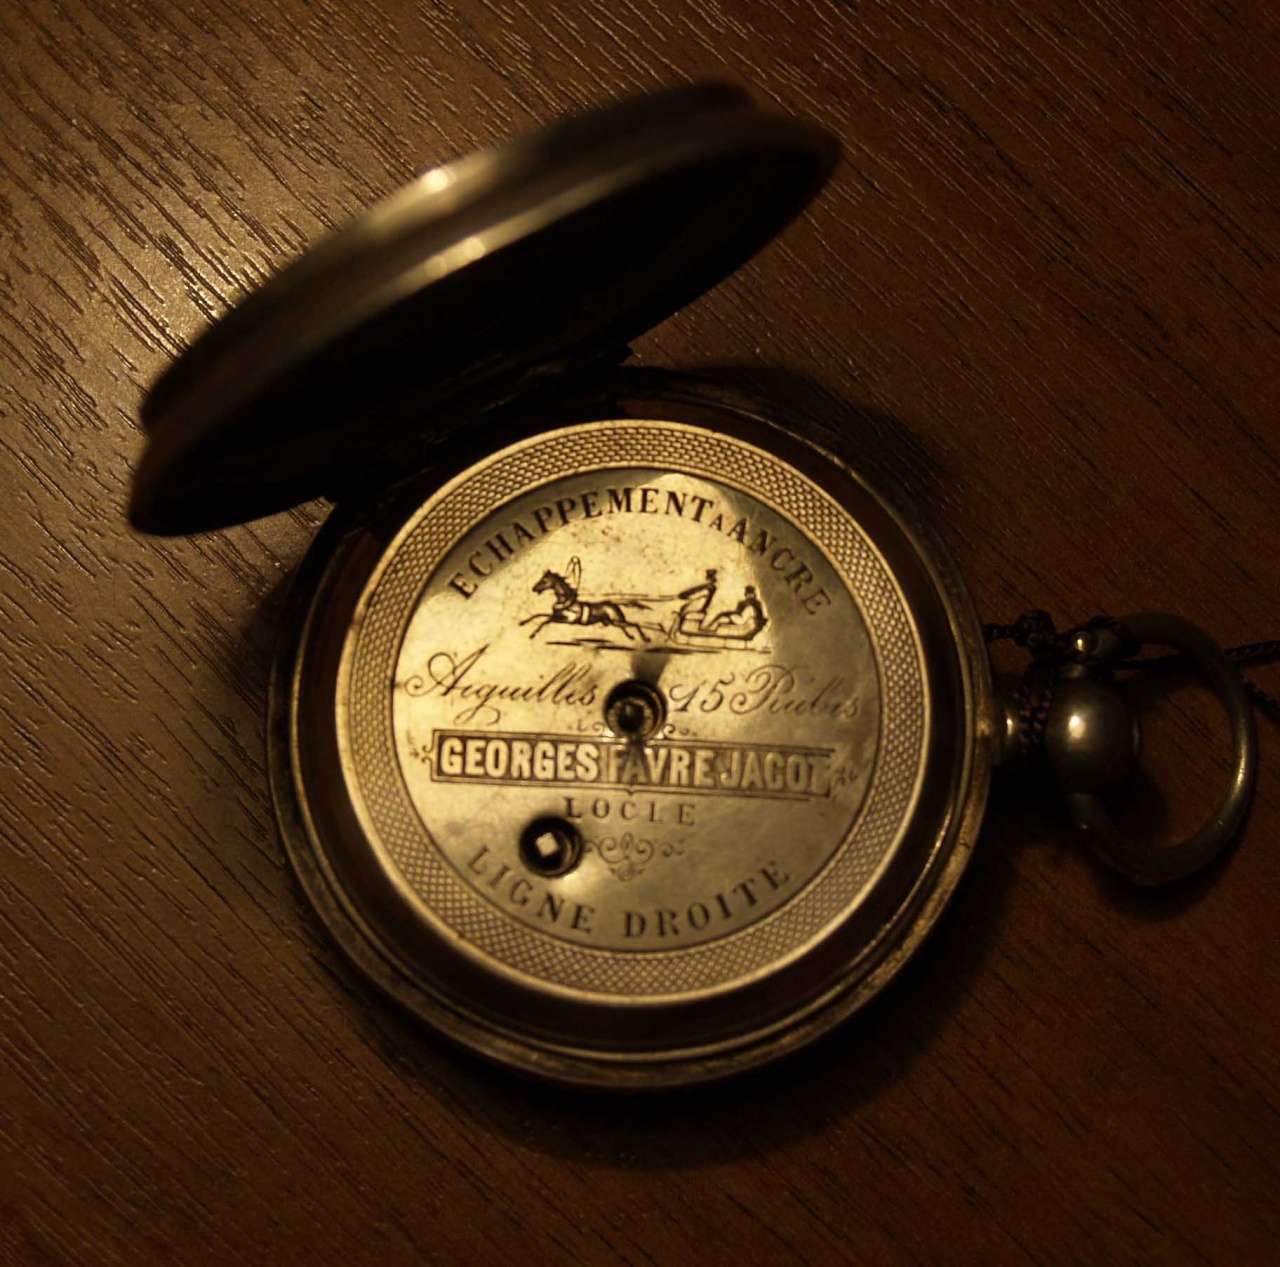 ECHAPPEMENT A ANCRE
Aiguilles 15 Rubis
GEORGES FAVRE-JACOT
LOCLE
LIGNE DROITE